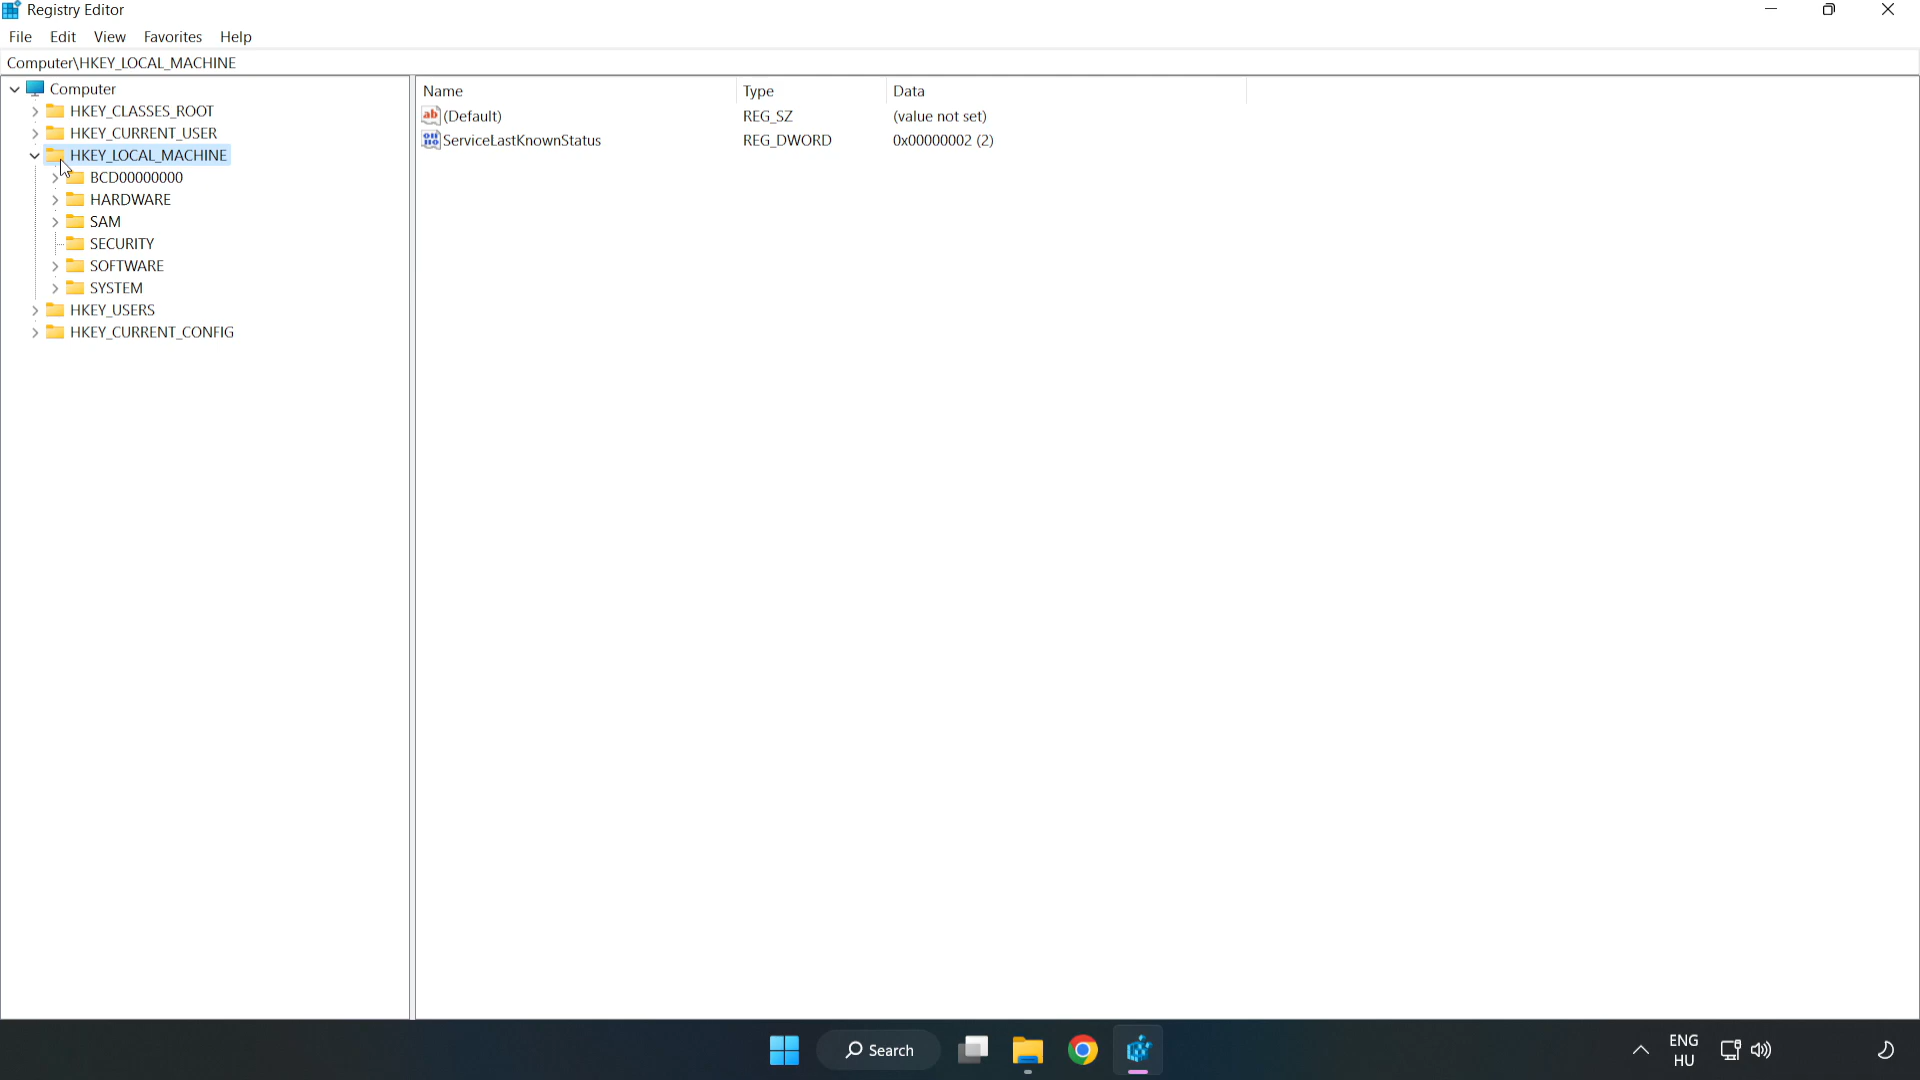 Registry Editor
File Edit View Favorites Help
Computer\HKEY_LOCAL_MACHINE
Computer
HKEY_CLASSES_ROOT
HKEY_CURRENT_USER
HKEY_LOCAL_MACHINE
BCD00000000
HARDWARE
SAM
SECURITY
SOFTWARE
SYSTEM
HKEY_USERS
HKEY_CURRENT_CONFIG
Name Type Data
(Default) REG_SZ (value not set)
ServiceLastKnownStatus REG_DWORD 0x00000002 (2)
Search
ENG
HU